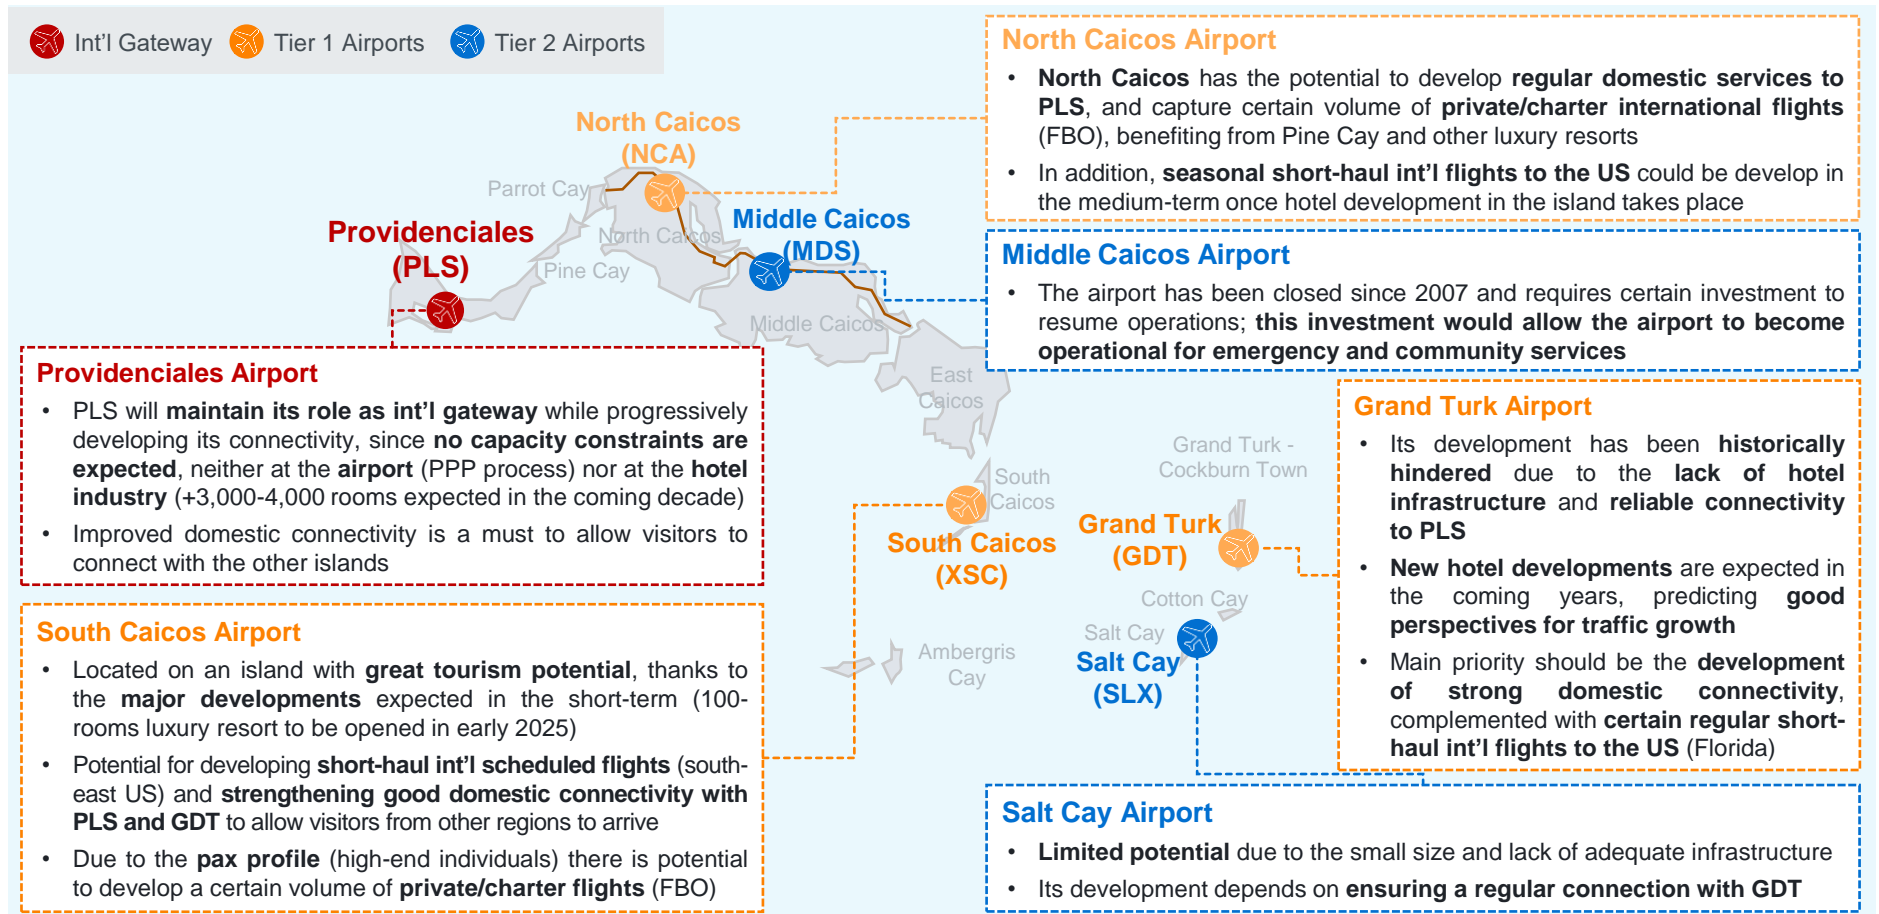 Int'l Gateway
Tier 1 Airports
Tier 2 Airports
North Caicos
(NCA)
Parrot Cay
North Caicos
Middle Caicos
(MDS)
Providenciales
(PLS)
Pine Cay
Middle Caicos
East
Caicos
South
Caicos
South Caicos
(XSC)
Grand Turk -
Cockburn Town
Grand Turk
(GDT)
Cotton Cay
Salt Cay
Salt Cay
(SLX)
Ambergris
Cay
North Caicos Airport
• North Caicos has the potential to develop regular domestic services to
PLS, and capture certain volume of private/charter international flights
(FBO), benefiting from Pine Cay and other luxury resorts
• In addition, seasonal short-haul int'l flights to the US could be develop in
the medium-term once hotel development in the island takes place
Middle Caicos Airport
• The airport has been closed since 2007 and requires certain investment to
resume operations; this investment would allow the airport to become
operational for emergency and community services
Providenciales Airport
• PLS will maintain its role as int'l gateway while progressively
developing its connectivity, since no capacity constraints are
expected, neither at the airport (PPP process) nor at the hotel
industry (+3,000-4,000 rooms expected in the coming decade)
• Improved domestic connectivity is a must to allow visitors to
connect with the other islands
Grand Turk Airport
• Its development has been historically
hindered due to the lack of hotel
infrastructure and reliable connectivity
to PLS
• New hotel developments are expected in
the coming years, predicting good
perspectives for traffic growth
• Main priority should be the development
of strong domestic connectivity,
complemented with certain regular short-
haul int'l flights to the US (Florida)
South Caicos Airport
• Located on an island with great tourism potential, thanks to
the major developments expected in the short-term (100-
rooms luxury resort to be opened in early 2025)
• Potential for developing short-haul int'l scheduled flights (south-
east US) and strengthening good domestic connectivity with
PLS and GDT to allow visitors from other regions to arrive
• Due to the pax profile (high-end individuals) there is potential
to develop a certain volume of private/charter flights (FBO)
Salt Cay Airport
• Limited potential due to the small size and lack of adequate infrastructure
• Its development depends on ensuring a regular connection with GDT